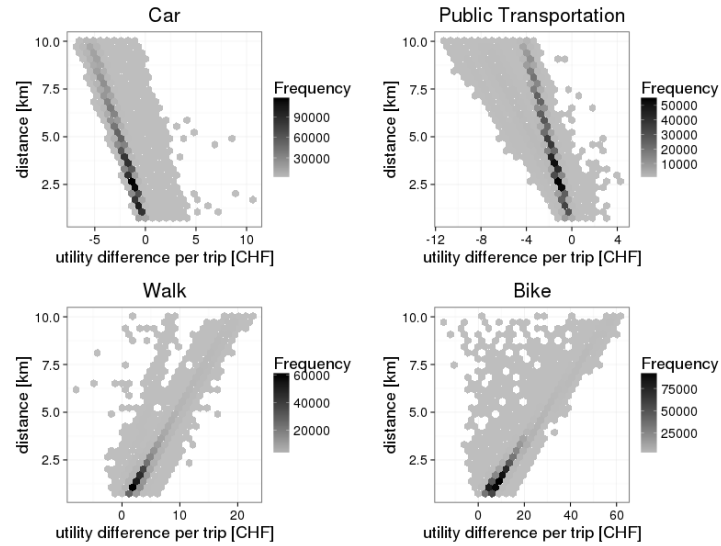 Car
10.0
7.5
5.0
2.5
distance [km]
-5 0 5 10
utility difference per trip [CHF]
Frequency
90000
60000
30000
Public Transportation
10.0
7.5
5.0
2.5
distance [km]
-12 -8 -4 0 4
utility difference per trip [CHF]
Frequency
50000
40000
30000
20000
10000
Walk
10.0
7.5
5.0
2.5
distance [km]
0 10 20
utility difference per trip [CHF]
Frequency
60000
40000
20000
Bike
10.0
7.5
5.0
2.5
distance [km]
0 20 40 60
utility difference per trip [CHF]
Frequency
75000
50000
25000